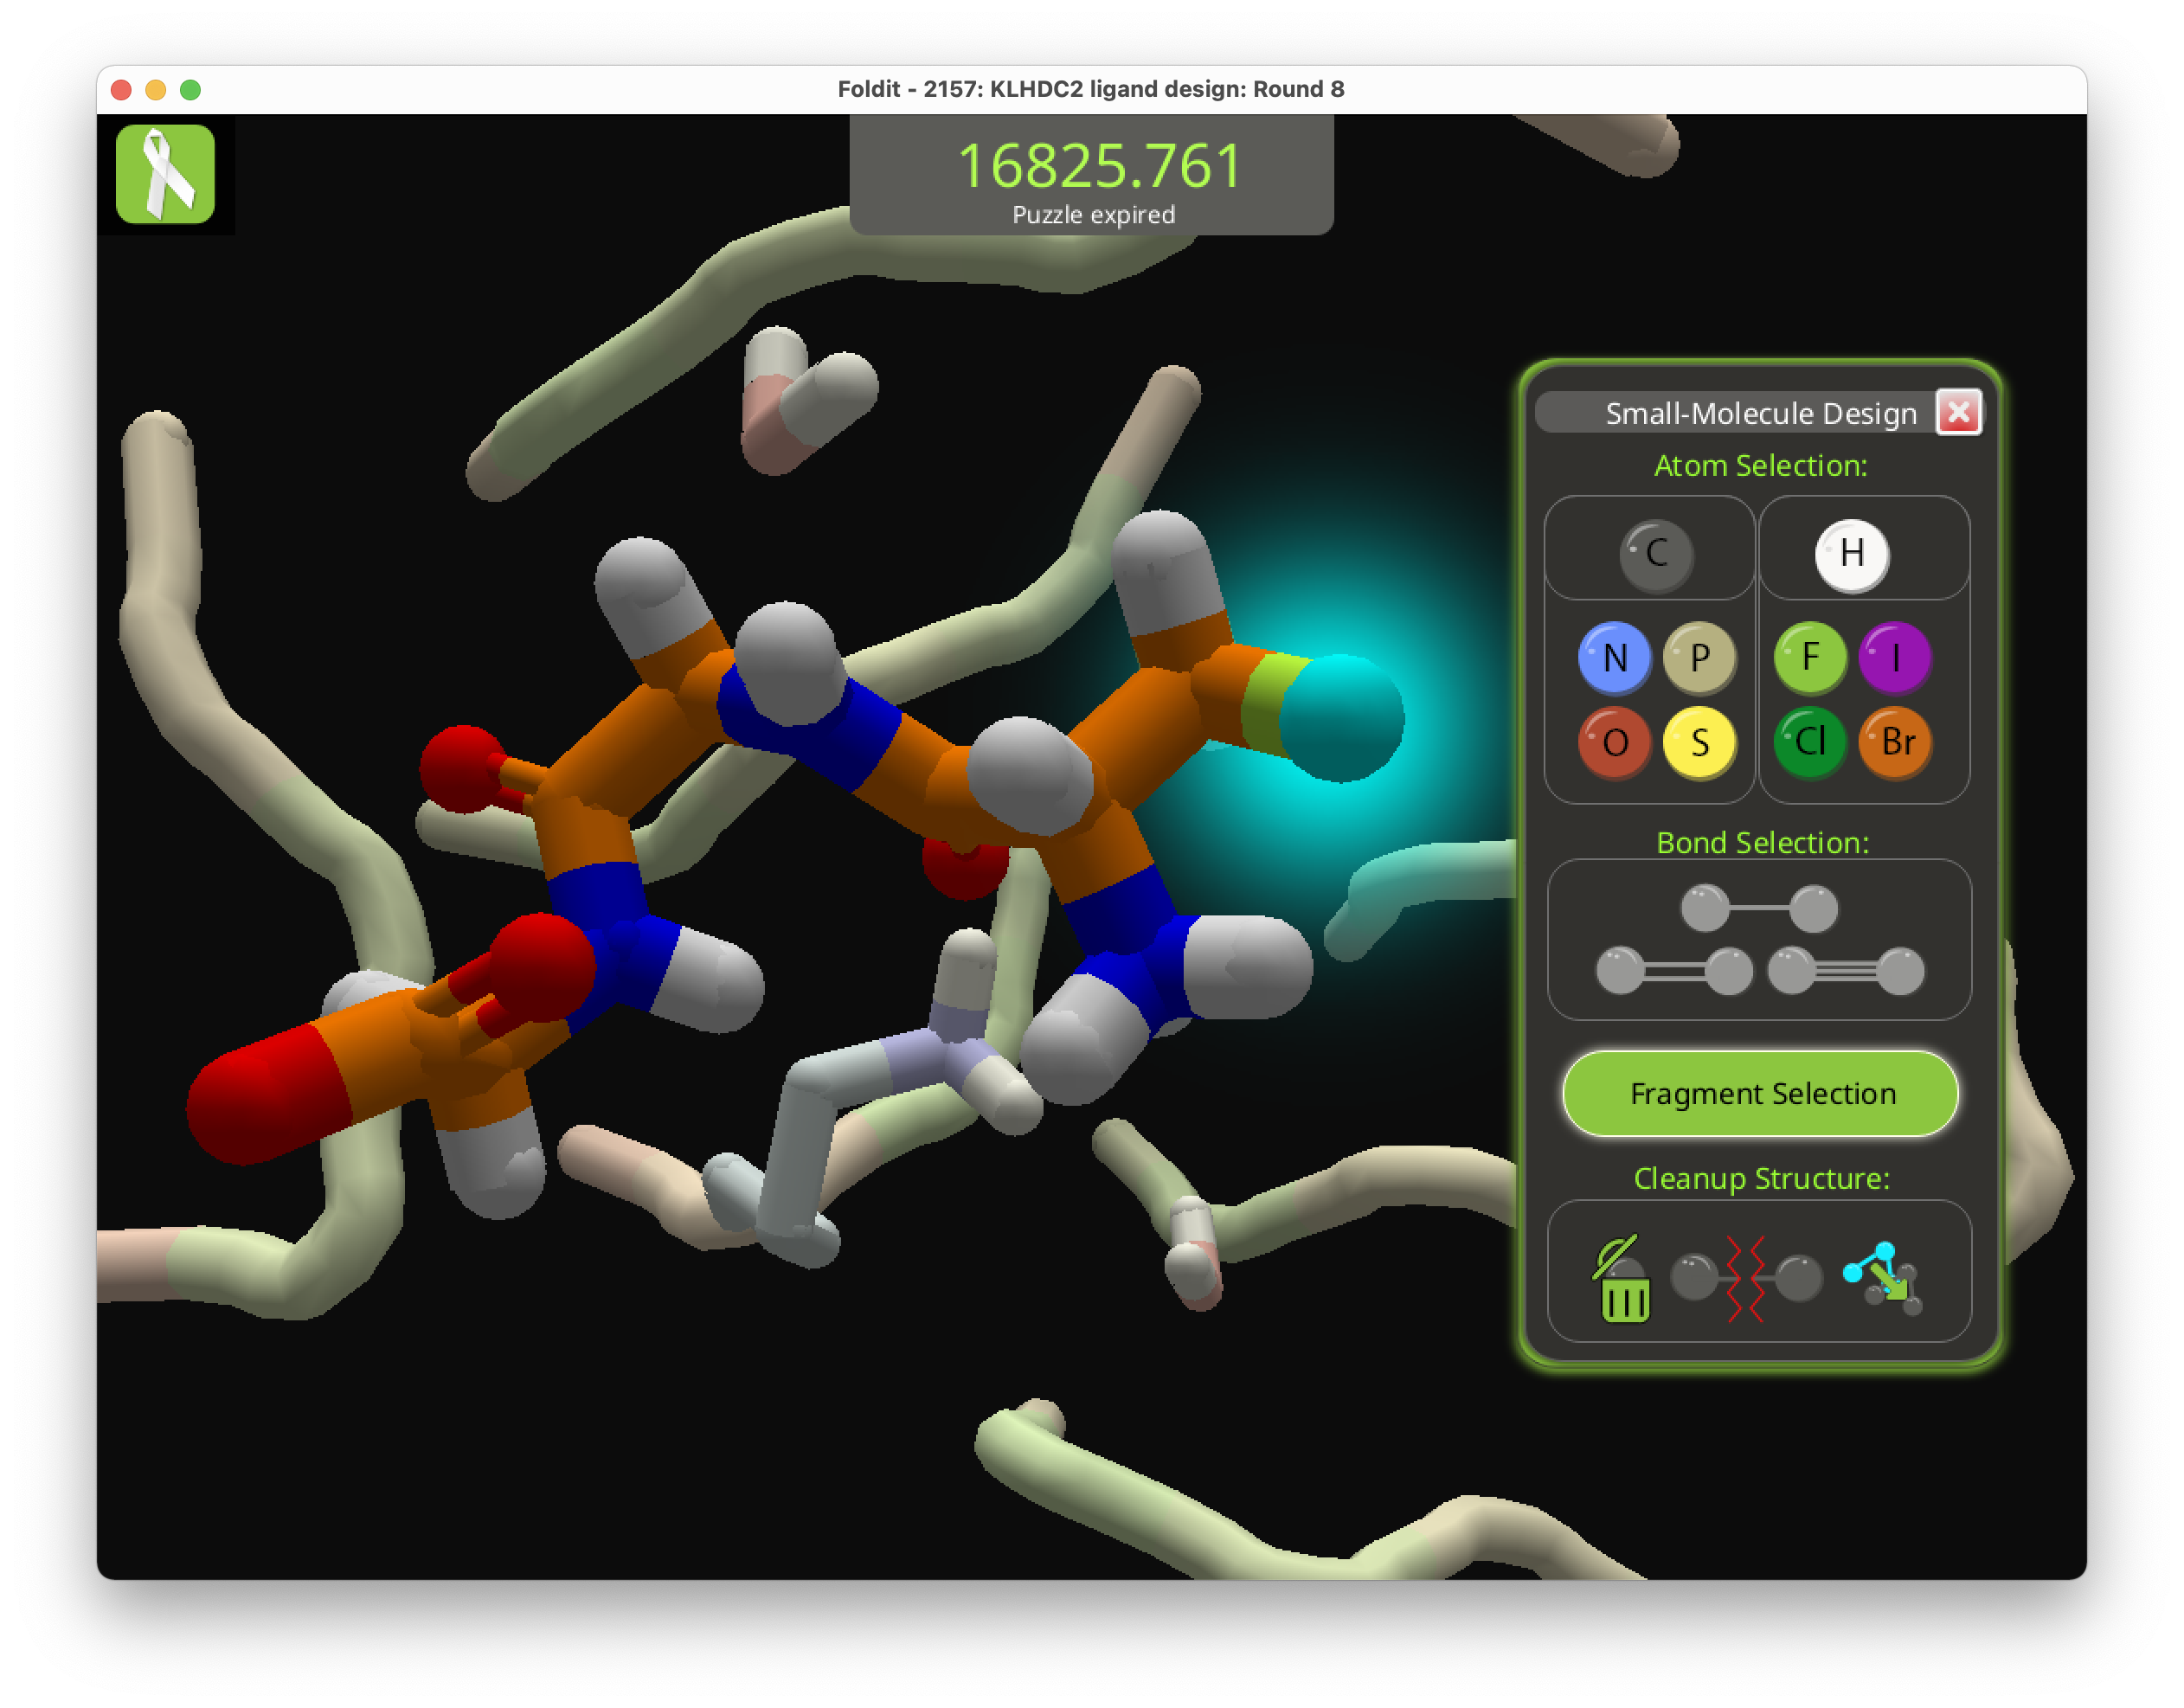 Foldit - 2157: KLHDC2 ligand design: Round 8
16825.761
Puzzle expired
Small-Molecule Design
Atom Selection:
C H
N P F I
O S Cl Br
Bond Selection:
Fragment Selection
Cleanup Structure: